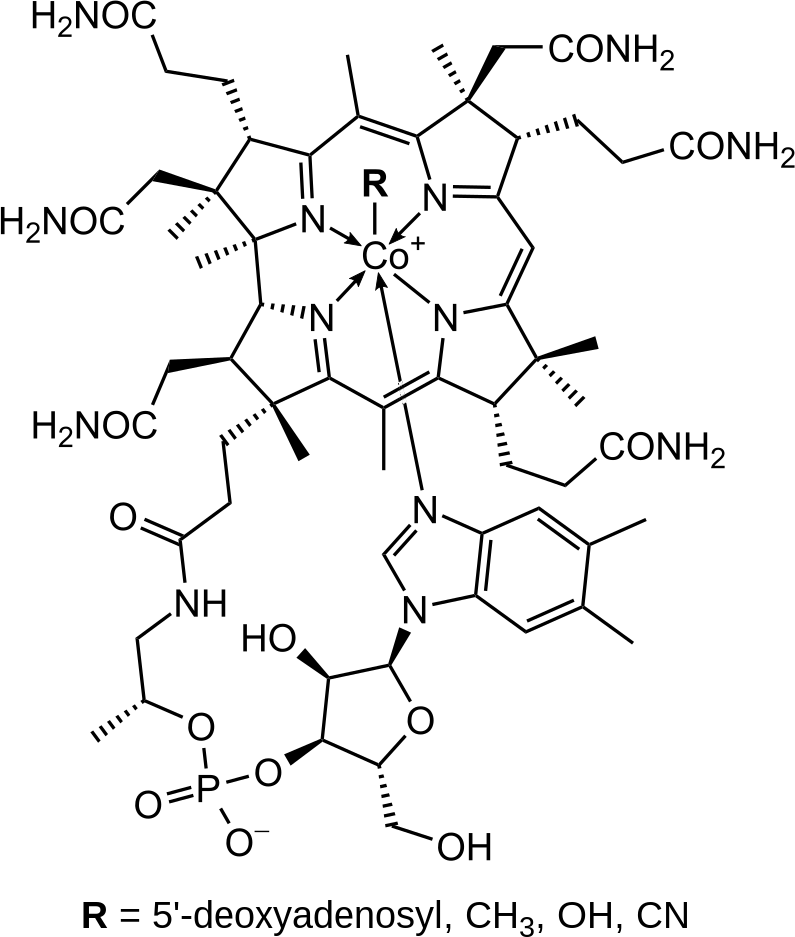 H₂NOC
CONH₂
CONH₂
R
H₂NOC
N
N
Co⁺
N
N
H₂NOC
CONH₂
O
N
NH
N
HO
O
O
P
O
O
O⁻
OH
R = 5'-deoxyadenosyl, CH₃, OH, CN